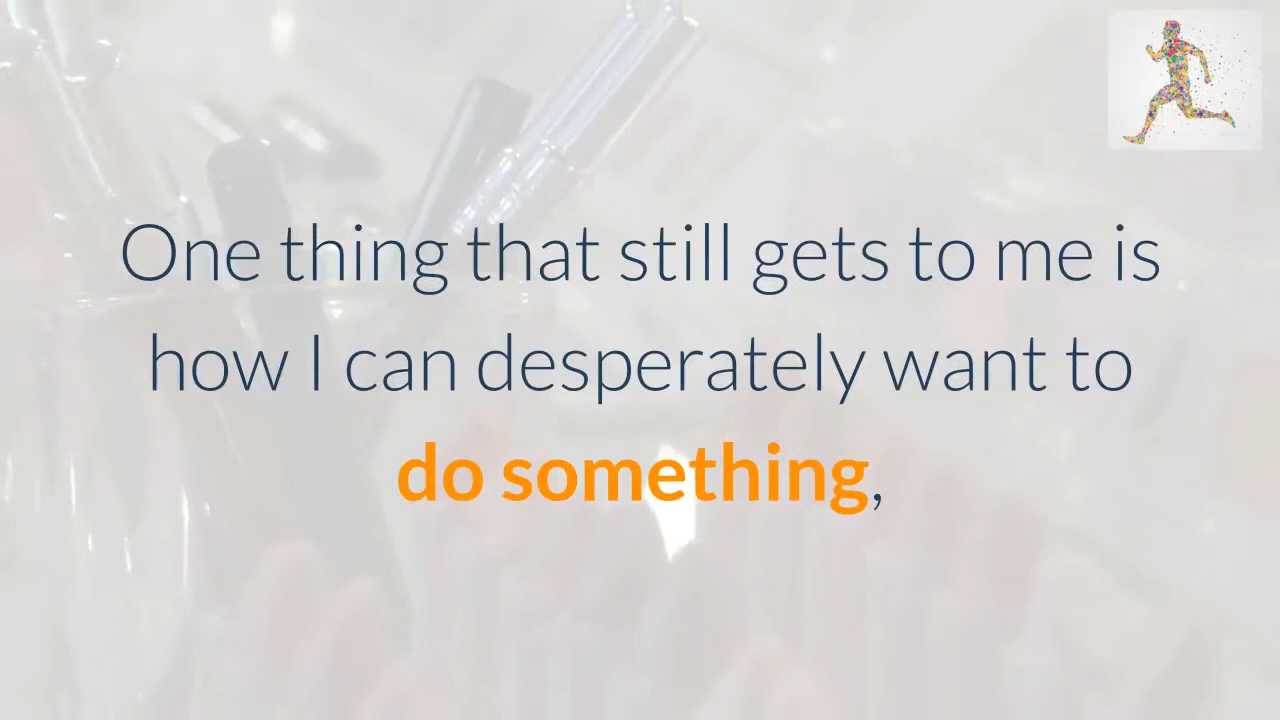 One thing that still gets to me is
how I can desperately want to
do something,